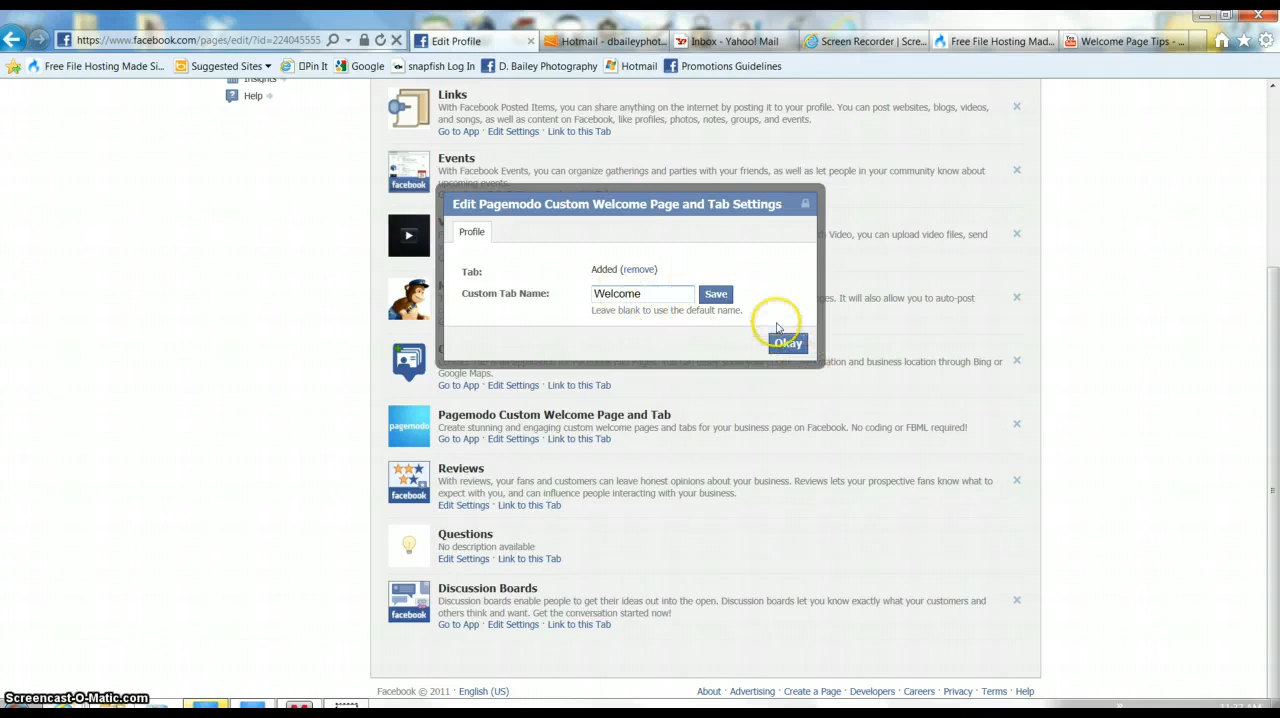 https://www.facebook.com/pages/edit/?id=224045555
Edit Profile
Hotmail - dbaileyphot...
Inbox - Yahoo! Mail
Screen Recorder | Scre...
Free File Hosting Mad...
Welcome Page Tips - ...
Free File Hosting Made Si...
Suggested Sites
Pin It
Google
snapfish Log In
D. Bailey Photography
Hotmail
Promotions Guidelines
Insights
Help
Links
With Facebook Posted Items, you can share anything on the internet by posting it to your profile. You can post websites, blogs, videos,
and songs, as well as content on Facebook, like profiles, photos, notes, groups, and events.
Go to App · Edit Settings · Link to this Tab
Events
With Facebook Events, you can organize gatherings and parties with your friends, as well as let people in your community know about
upcoming events.
facebook
Edit Pagemodo Custom Welcome Page and Tab Settings
Profile
Video, you can upload video files, send
Tab:
Added (remove)
Custom Tab Name:
Welcome
Save
Leave blank to use the default name.
It will also allow you to auto-post
Okay
and business location through Bing or
Google Maps.
Go to App · Edit Settings · Link to this Tab
pagemodo
Pagemodo Custom Welcome Page and Tab
Create stunning and engaging custom welcome pages and tabs for your business page on Facebook. No coding or FBML required!
Go to App · Edit Settings · Link to this Tab
facebook
Reviews
With reviews, your fans and customers can leave honest opinions about your business. Reviews lets your prospective fans know what to
expect with you, and can influence people interacting with your business.
Edit Settings · Link to this Tab
Questions
No description available
Edit Settings · Link to this Tab
facebook
Discussion Boards
Discussion boards enable people to get their ideas out into the open. Discussion boards let you know exactly what your customers and
others think and want. Get the conversation started now!
Go to App · Edit Settings · Link to this Tab
Facebook © 2011 · English (US)
About · Advertising · Create a Page · Developers · Careers · Privacy · Terms · Help
Screencast-O-Matic.com